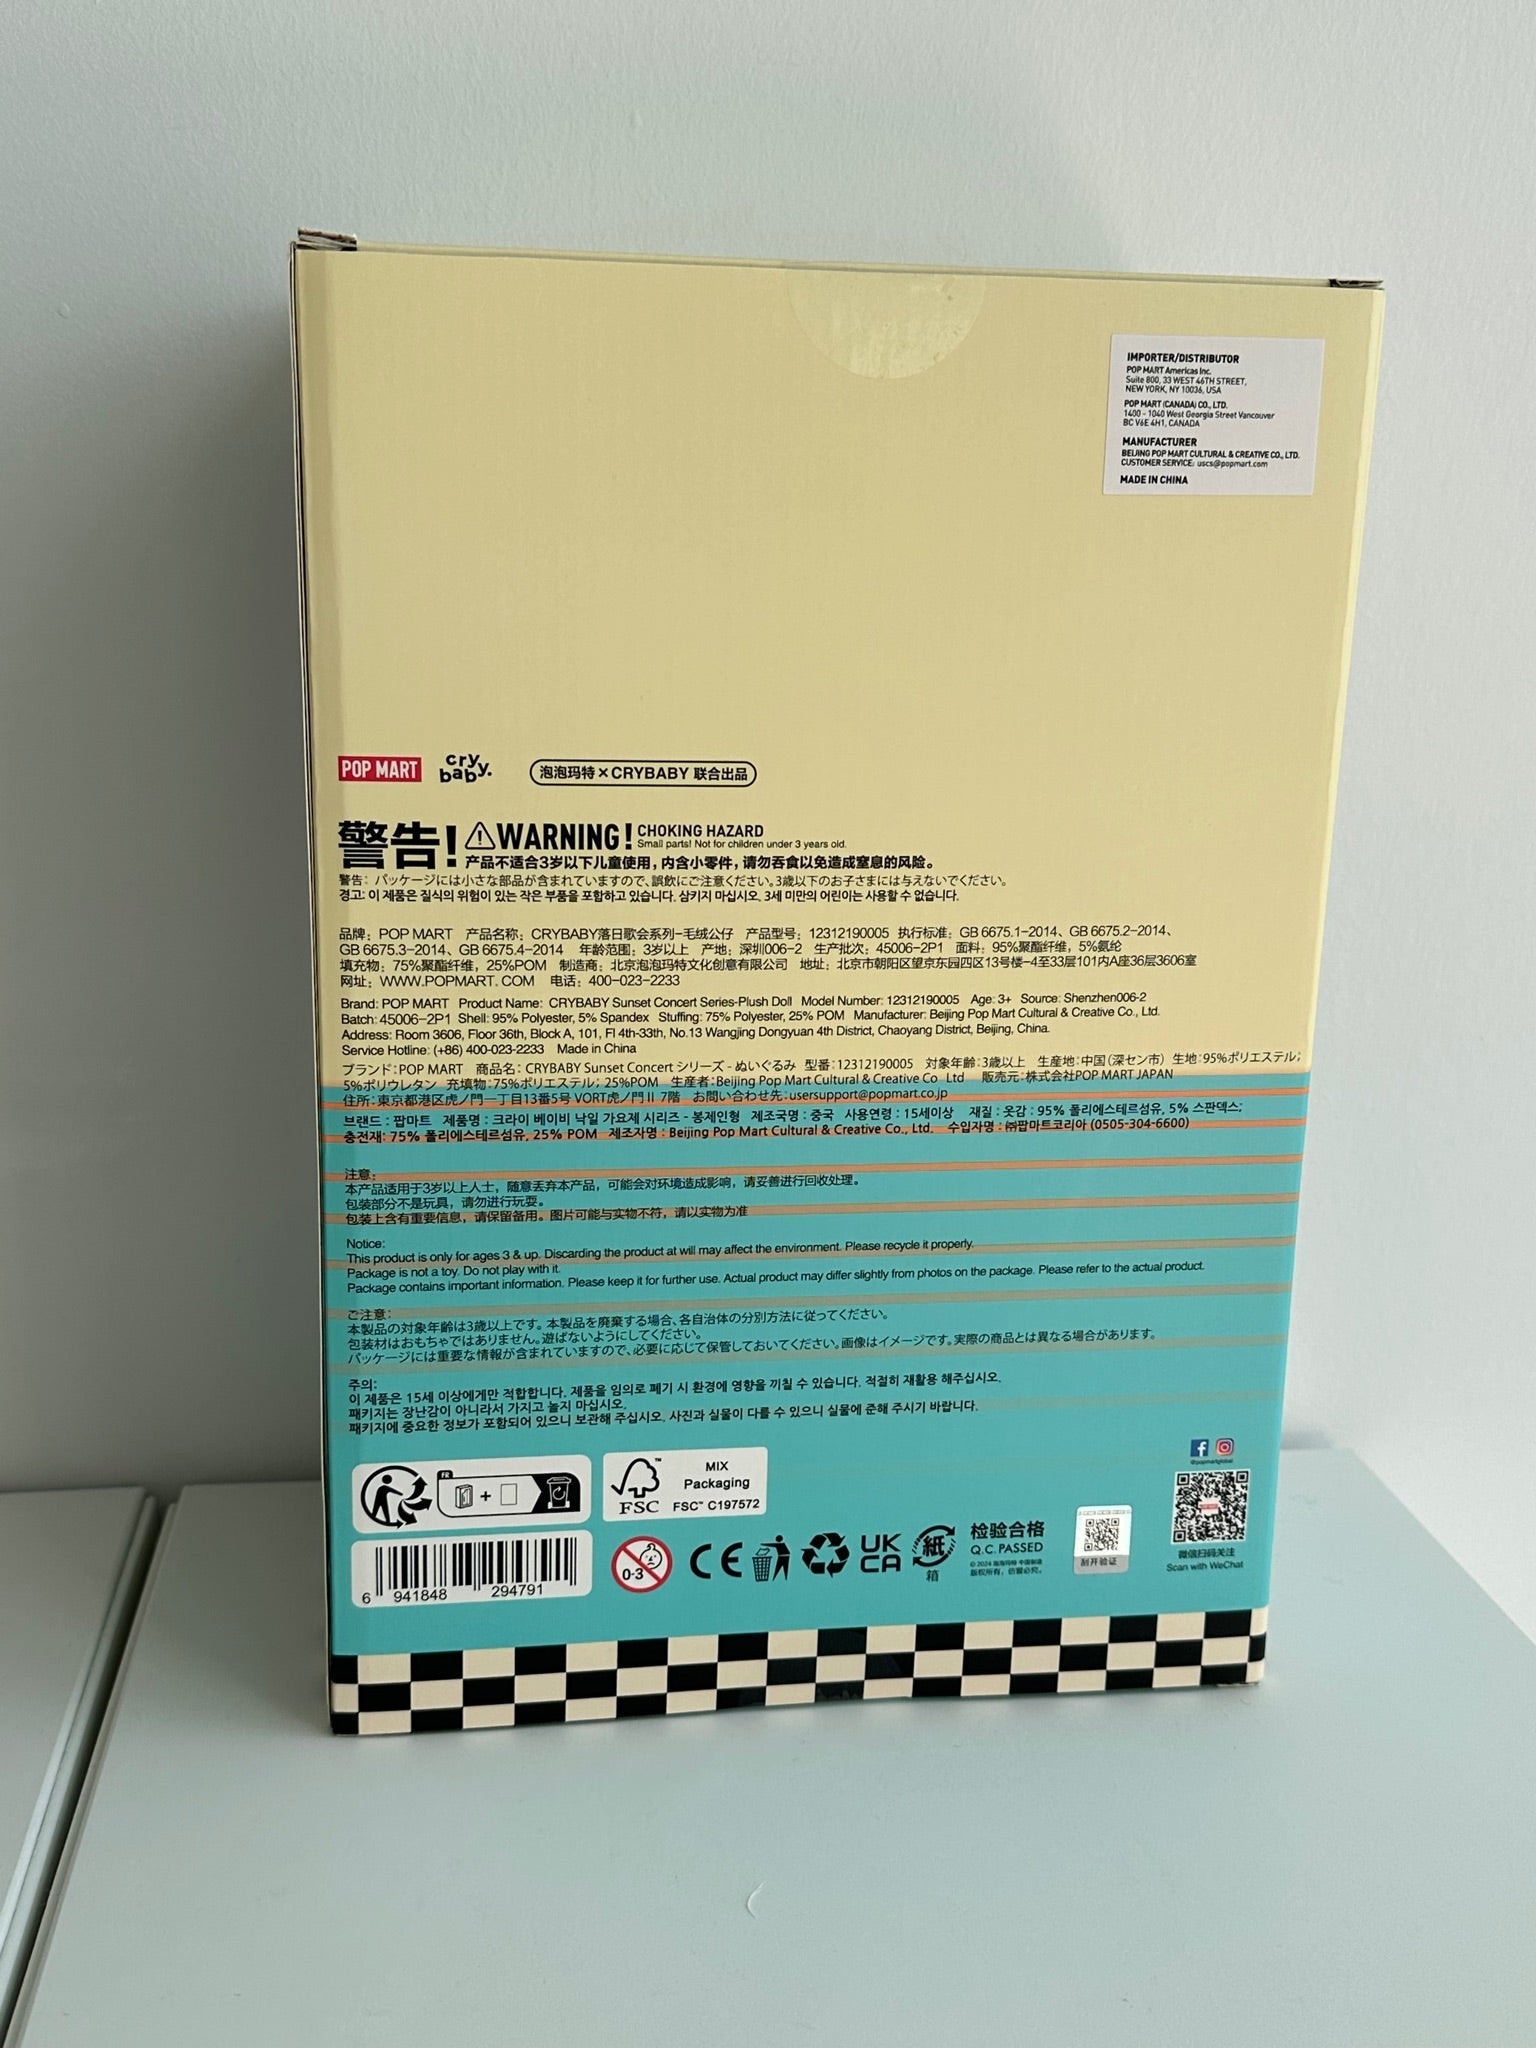 IMPORTER/DISTRIBUTOR
POP MART Americas Inc.
Suite 800, 33 WEST 46TH STREET,
NEW YORK, NY 10036, USA
POP MART (CANADA) CO., LTD.
1400 - 1040 West Georgia Street Vancouver
BC V6E 4H1, CANADA
MANUFACTURER
BEIJING POP MART CULTURAL & CREATIVE CO., LTD.
CUSTOMER SERVICE: uscs@popmart.com
MADE IN CHINA
POP MART
cry baby.
泡泡玛特×CRYBABY 联合出品
警告! WARNING! CHOKING HAZARD
Small parts! Not for children under 3 years old.
产品不适合3岁以下儿童使用，内含小零件，请勿吞食以免造成窒息的风险。
警告: パッケージには小さな部品が含まれていますので、誤飲にご注意ください。3歳以下のお子さまには与えないでください。
경고: 이 제품은 질식의 위험이 있는 작은 부품을 포함하고 있습니다. 삼키지 마십시오. 3세 미만의 어린이는 사용할 수 없습니다.
品牌：POP MART 产品名称：CRYBABY落日歌会系列-毛绒公仔 产品型号：12312190005 执行标准：GB 6675.1-2014、GB 6675.2-2014、
GB 6675.3-2014、GB 6675.4-2014 年龄范围：3岁以上 产地：深圳006-2 生产批次：45006-2P1 面料：95%聚酯纤维，5%氨纶
填充物：75%聚酯纤维，25%POM 制造商：北京泡泡玛特文化创意有限公司 地址：北京市朝阳区望京东园四区13号楼-4至33层101内A座36层3606室
网址：WWW.POPMART.COM 电话：400-023-2233
Brand: POP MART Product Name: CRYBABY Sunset Concert Series-Plush Doll Model Number: 12312190005 Age: 3+ Source: Shenzhen006-2
Batch: 45006-2P1 Shell: 95% Polyester, 5% Spandex Stuffing: 75% Polyester, 25% POM Manufacturer: Beijing Pop Mart Cultural & Creative Co., Ltd.
Address: Room 3606, Floor 36th, Block A, 101, Fl 4th-33th, No.13 Wangjing Dongyuan 4th District, Chaoyang District, Beijing, China.
Service Hotline: (+86) 400-023-2233 Made in China
ブランド：POP MART 商品名：CRYBABY Sunset Concert シリーズ - ぬいぐるみ 型番：12312190005 対象年齢：3歳以上 生産地：中国（深セン市） 生地：95%ポリエステル；
5%ポリウレタン 充填物：75%ポリエステル；25%POM 生産者：Beijing Pop Mart Cultural & Creative Co Ltd 販売元：株式会社POP MART JAPAN
住所：東京都港区虎ノ門一丁目13番5号 VORT虎ノ門Ⅱ 7階 お問い合わせ先：usersupport@popmart.co.jp
브랜드 : 팝마트 제품명 : 크라이 베이비 낙일 가요제 시리즈 - 봉제인형 제조국명 : 중국 사용연령 : 15세이상 재질 : 옷감 : 95% 폴리에스테르섬유, 5% 스판덱스;
충전재: 75% 폴리에스테르섬유, 25% POM 제조자명 : Beijing Pop Mart Cultural & Creative Co., Ltd. 수입자명 : ㈜팝마트코리아 (0505-304-6600)
注意：
本产品适用于3岁以上人士，随意丢弃本产品，可能会对环境造成影响，请妥善进行回收处理。
包装部分不是玩具，请勿进行玩耍。
包装上含有重要信息，请保留备用。图片可能与实物不符，请以实物为准
Notice:
This product is only for ages 3 & up. Discarding the product at will may affect the environment. Please recycle it properly.
Package is not a toy. Do not play with it.
Package contains important information. Please keep it for further use. Actual product may differ slightly from photos on the package. Please refer to the actual product.
ご注意：
本製品の対象年齢は3歳以上です。本製品を廃棄する場合、各自治体の分別方法に従ってください。
包装材はおもちゃではありません。遊ばないようにしてください。
パッケージには重要な情報が含まれていますので、必要に応じて保管しておいてください。画像はイメージです。実際の商品とは異なる場合があります。
주의:
이 제품은 15세 이상에게만 적합합니다. 제품을 임의로 폐기 시 환경에 영향을 끼칠 수 있습니다. 적절히 재활용 해주십시오.
패키지는 장난감이 아니라서 가지고 놀지 마십시오.
패키지에 중요한 정보가 포함되어 있으니 보관해 주십시오. 사진과 실물이 다를 수 있으니 실물에 준해 주시기 바랍니다.
FR
+
FSC™
MIX
Packaging
FSC™ C197572
@popmartglobal
POP MART
微信扫码关注
Scan with WeChat
6 941848 294791
0-3
CE
UK CA
紙
箱
检验合格
Q.C. PASSED
©2024 泡泡玛特 中国制造
版权所有，仿冒必究。
刮开验证